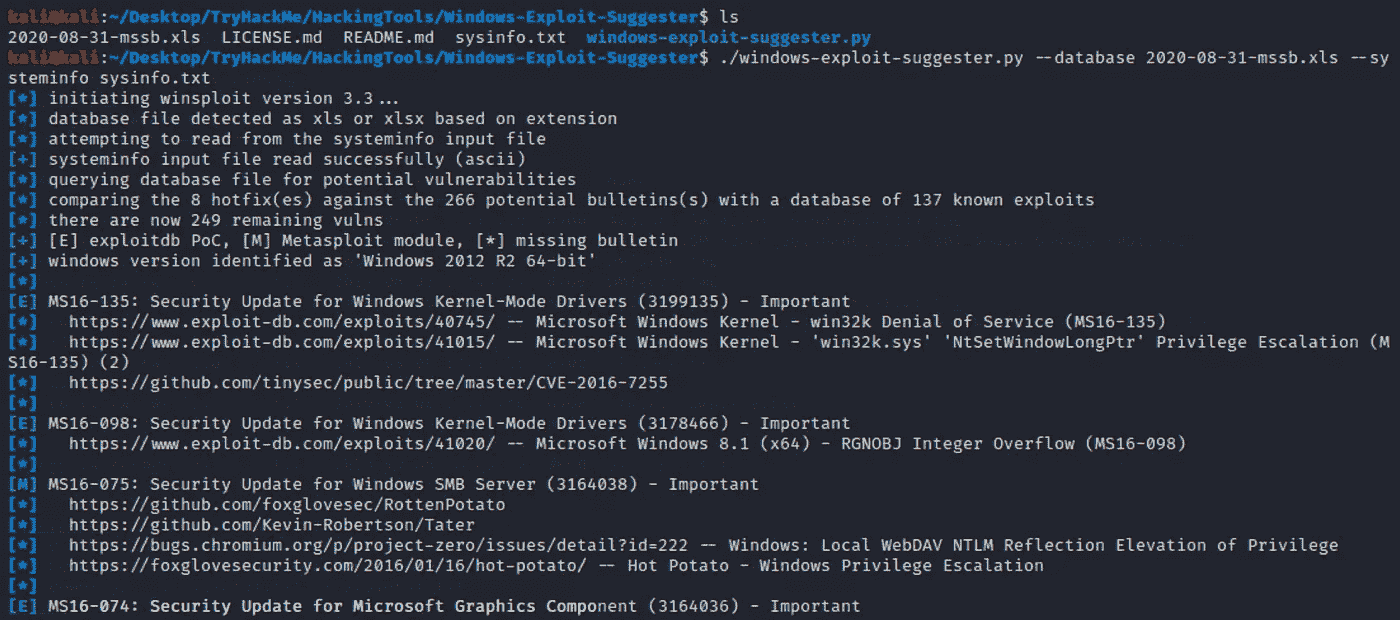 kali@kali:~/Desktop/TryHackMe/HackingTools/Windows-Exploit-Suggester$ ls
2020-08-31-mssb.xls  LICENSE.md  README.md  sysinfo.txt  windows-exploit-suggester.py
kali@kali:~/Desktop/TryHackMe/HackingTools/Windows-Exploit-Suggester$ ./windows-exploit-suggester.py --database 2020-08-31-mssb.xls --sy
steminfo sysinfo.txt
[*] initiating winsploit version 3.3...
[*] database file detected as xls or xlsx based on extension
[*] attempting to read from the systeminfo input file
[+] systeminfo input file read successfully (ascii)
[*] querying database file for potential vulnerabilities
[*] comparing the 8 hotfix(es) against the 266 potential bulletins(s) with a database of 137 known exploits
[*] there are now 249 remaining vulns
[+] [E] exploitdb PoC, [M] Metasploit module, [*] missing bulletin
[+] windows version identified as 'Windows 2012 R2 64-bit'
[*]
[E] MS16-135: Security Update for Windows Kernel-Mode Drivers (3199135) - Important
[*]   https://www.exploit-db.com/exploits/40745/ -- Microsoft Windows Kernel - win32k Denial of Service (MS16-135)
[*]   https://www.exploit-db.com/exploits/41015/ -- Microsoft Windows Kernel - 'win32k.sys' 'NtSetWindowLongPtr' Privilege Escalation (M
S16-135) (2)
[*]   https://github.com/tinysec/public/tree/master/CVE-2016-7255
[*]
[E] MS16-098: Security Update for Windows Kernel-Mode Drivers (3178466) - Important
[*]   https://www.exploit-db.com/exploits/41020/ -- Microsoft Windows 8.1 (x64) - RGNOBJ Integer Overflow (MS16-098)
[*]
[M] MS16-075: Security Update for Windows SMB Server (3164038) - Important
[*]   https://github.com/foxglovesec/RottenPotato
[*]   https://github.com/Kevin-Robertson/Tater
[*]   https://bugs.chromium.org/p/project-zero/issues/detail?id=222 -- Windows: Local WebDAV NTLM Reflection Elevation of Privilege
[*]   https://foxglovesecurity.com/2016/01/16/hot-potato/ -- Hot Potato - Windows Privilege Escalation
[*]
[E] MS16-074: Security Update for Microsoft Graphics Component (3164036) - Important